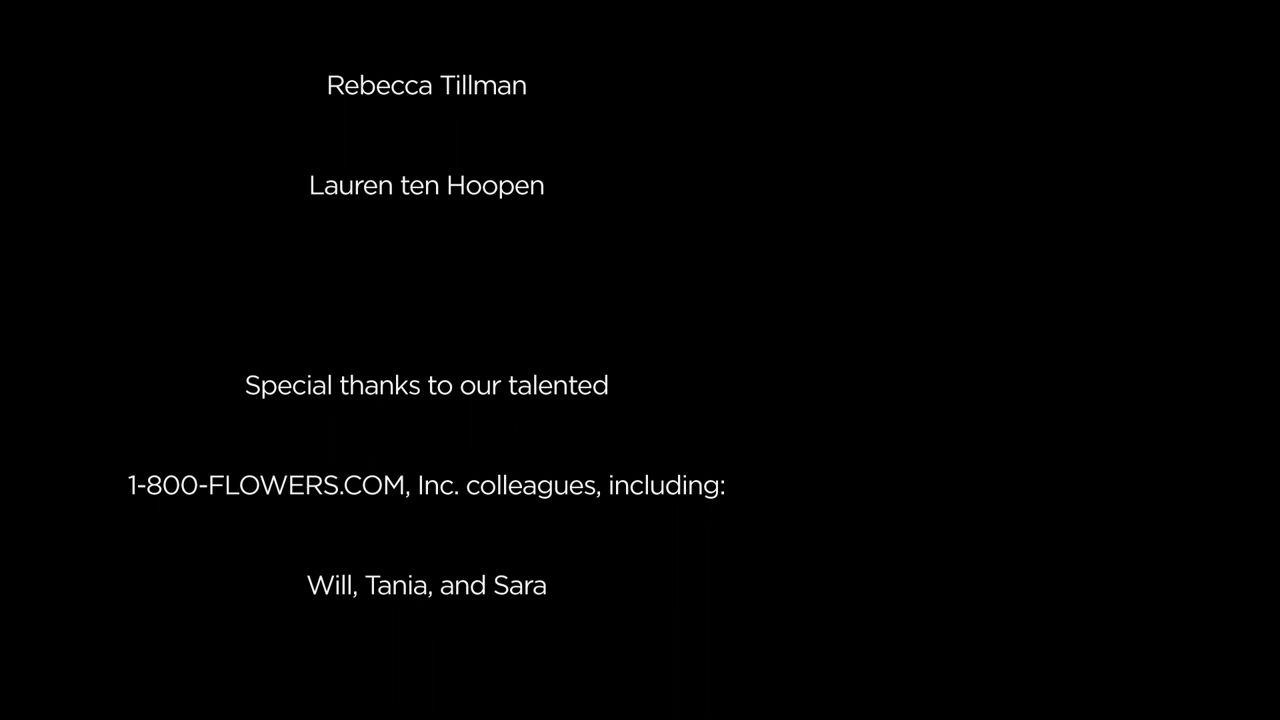 Rebecca Tillman
Lauren ten Hoopen
Special thanks to our talented
1-800-FLOWERS.COM, Inc. colleagues, including:
Will, Tania, and Sara